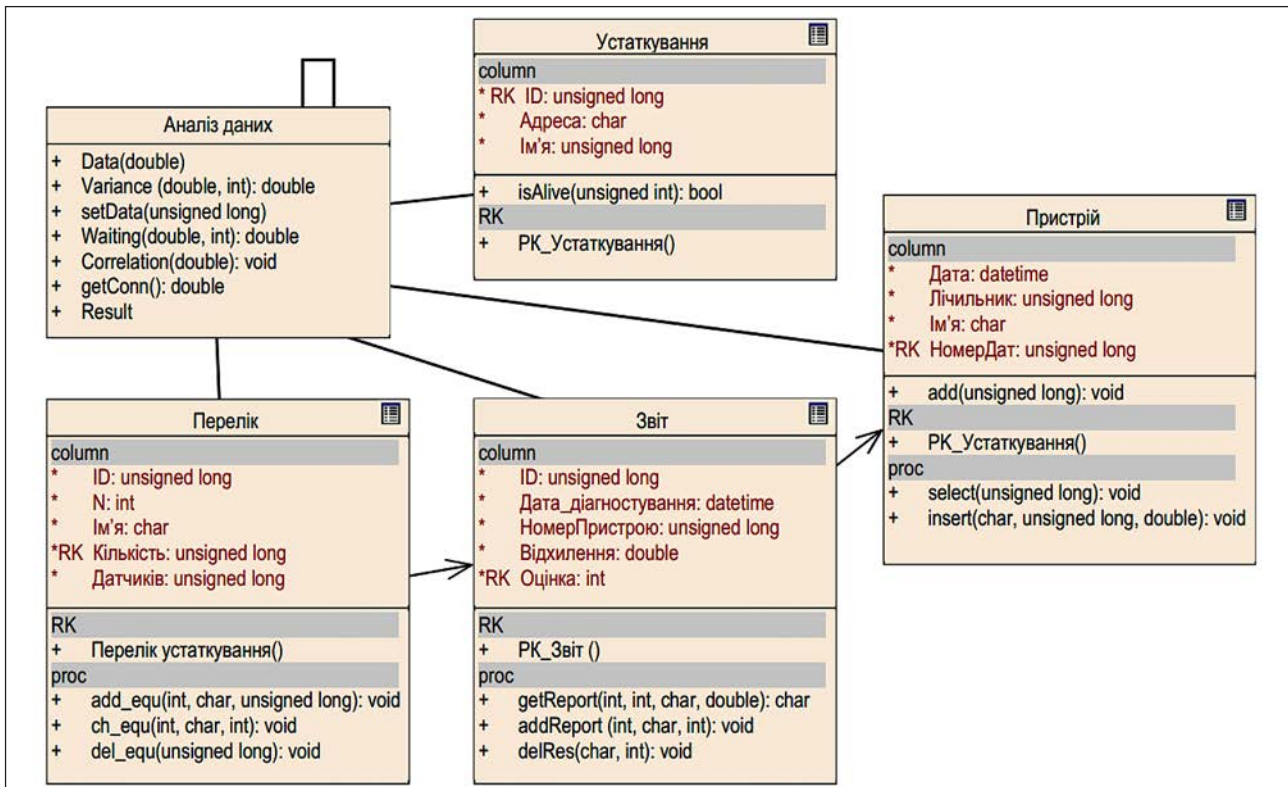 Устаткування
column
* RK ID: unsigned long
* Адреса: char
* Ім’я: unsigned long
+ isAlive(unsigned int): bool
RK
+ РК_Устаткування()
Аналіз даних
+ Data(double)
+ Variance (double, int): double
+ setData(unsigned long)
+ Waiting(double, int): double
+ Correlation(double): void
+ getConn(): double
+ Result
Пристрій
column
* Дата: datetime
* Лічильник: unsigned long
* Ім’я: char
*RK НомерДат: unsigned long
+ add(unsigned long): void
RK
+ РК_Устаткування()
proc
+ select(unsigned long): void
+ insert(char, unsigned long, double): void
Перелік
column
* ID: unsigned long
* N: int
* Ім’я: char
*RK Кількість: unsigned long
* Датчиків: unsigned long
RK
+ Перелік устаткування()
proc
+ add_equ(int, char, unsigned long): void
+ ch_equ(int, char, int): void
+ del_equ(unsigned long): void
Звіт
column
* ID: unsigned long
* Дата_діагностування: datetime
* НомерПристрою: unsigned long
* Відхилення: double
*RK Оцінка: int
RK
+ РК_Звіт ()
proc
+ getReport(int, int, char, double): char
+ addReport (int, char, int): void
+ delRes(char, int): void